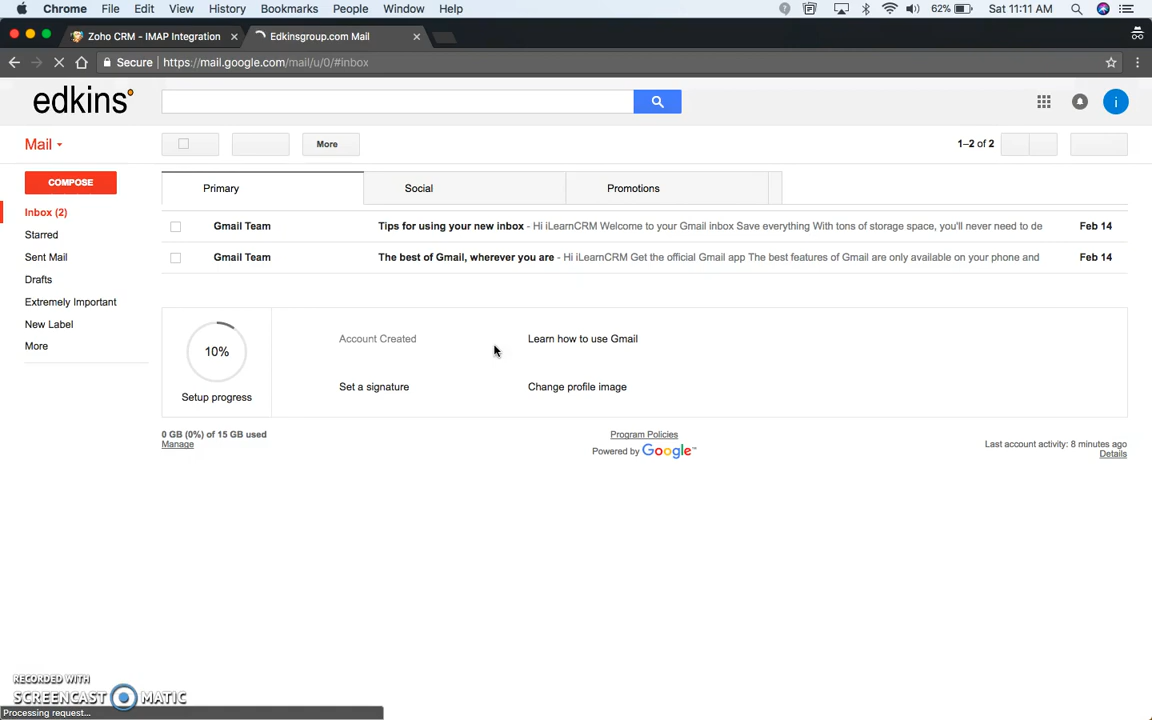 Chrome File Edit View History Bookmarks People Window Help 62% Sat 11:11 AM
Zoho CRM - IMAP Integration Edkinsgroup.com Mail
Secure https://mail.google.com/mail/u/0/#inbox
edkins i
Mail More 1–2 of 2
COMPOSE Primary Social Promotions
Inbox (2)
Gmail Team Tips for using your new inbox - Hi iLearnCRM Welcome to your Gmail inbox Save everything With tons of storage space, you'll never need to de Feb 14
Starred
Sent Mail Gmail Team The best of Gmail, wherever you are - Hi iLearnCRM Get the official Gmail app The best features of Gmail are only available on your phone and Feb 14
Drafts
Extremely Important
New Label
More
Account Created Learn how to use Gmail
10%
Set a signature Change profile image
Setup progress
0 GB (0%) of 15 GB used Program Policies Last account activity: 8 minutes ago
Manage Powered by Google™ Details
RECORDED WITH
SCREENCAST MATIC
Processing request...